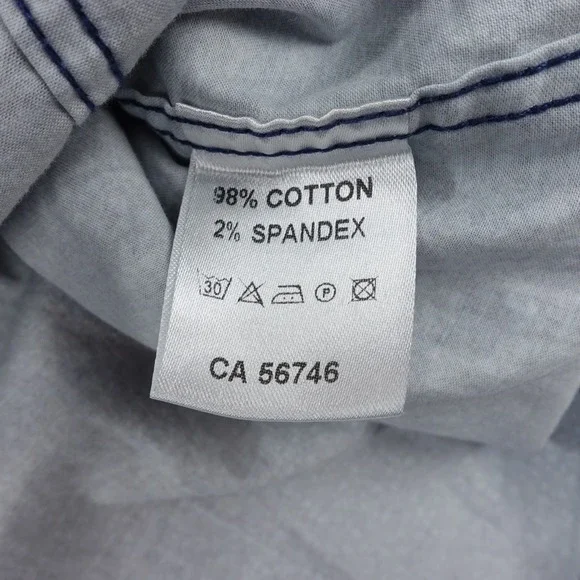 98% COTTON
2% SPANDEX
30 P
CA 56746